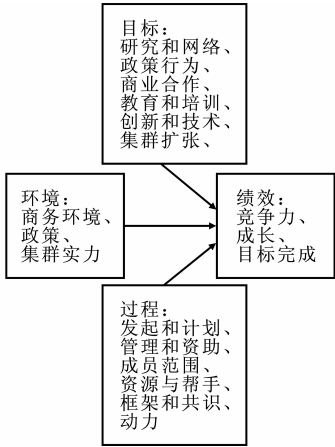 目标：
研究和网络、
政策行为、
商业合作、
教育和培训、
创新和技术、
集群扩张、
环境：
商务环境、
政策、
集群实力
绩效：
竞争力、
成长、
目标完成
过程：
发起和计划、
管理和资助、
成员范围、
资源与帮手、
框架和共识、
动力